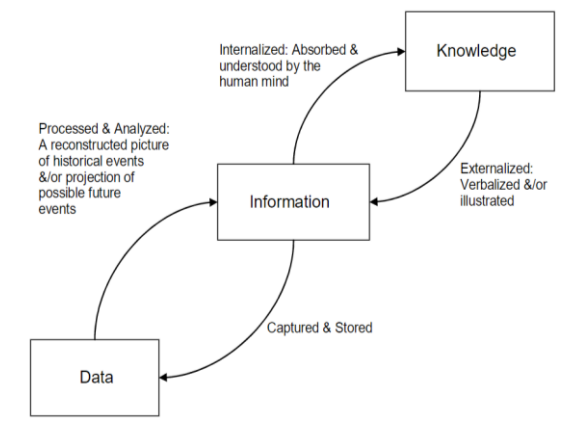 Internalized: Absorbed &
understood by the
human mind
Knowledge
Processed & Analyzed:
A reconstructed picture
of historical events
&/or projection of
possible future
events
Externalized:
Verbalized &/or
illustrated
Information
Captured & Stored
Data